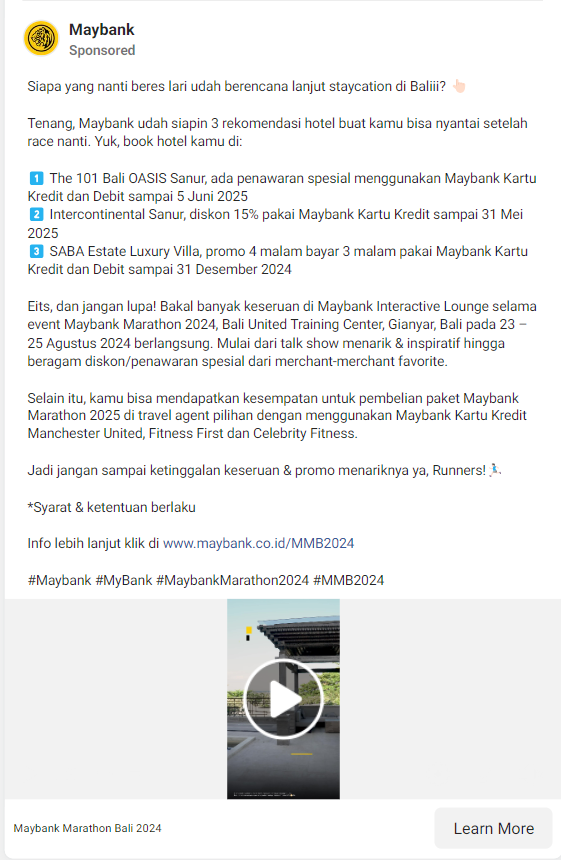 Maybank
Sponsored
Siapa yang nanti beres lari udah berencana lanjut staycation di Baliii? 👆🏻
Tenang, Maybank udah siapin 3 rekomendasi hotel buat kamu bisa nyantai setelah
race nanti. Yuk, book hotel kamu di:
1️⃣ The 101 Bali OASIS Sanur, ada penawaran spesial menggunakan Maybank Kartu
Kredit dan Debit sampai 5 Juni 2025
2️⃣ Intercontinental Sanur, diskon 15% pakai Maybank Kartu Kredit sampai 31 Mei
2025
3️⃣ SABA Estate Luxury Villa, promo 4 malam bayar 3 malam pakai Maybank Kartu
Kredit dan Debit sampai 31 Desember 2024
Eits, dan jangan lupa! Bakal banyak keseruan di Maybank Interactive Lounge selama
event Maybank Marathon 2024, Bali United Training Center, Gianyar, Bali pada 23 –
25 Agustus 2024 berlangsung. Mulai dari talk show menarik & inspiratif hingga
beragam diskon/penawaran spesial dari merchant-merchant favorite.
Selain itu, kamu bisa mendapatkan kesempatan untuk pembelian paket Maybank
Marathon 2025 di travel agent pilihan dengan menggunakan Maybank Kartu Kredit
Manchester United, Fitness First dan Celebrity Fitness.
Jadi jangan sampai ketinggalan keseruan & promo menariknya ya, Runners!🏃🏻
*Syarat & ketentuan berlaku
Info lebih lanjut klik di www.maybank.co.id/MMB2024
#Maybank #MyBank #MaybankMarathon2024 #MMB2024
Maybank Marathon Bali 2024
Learn More